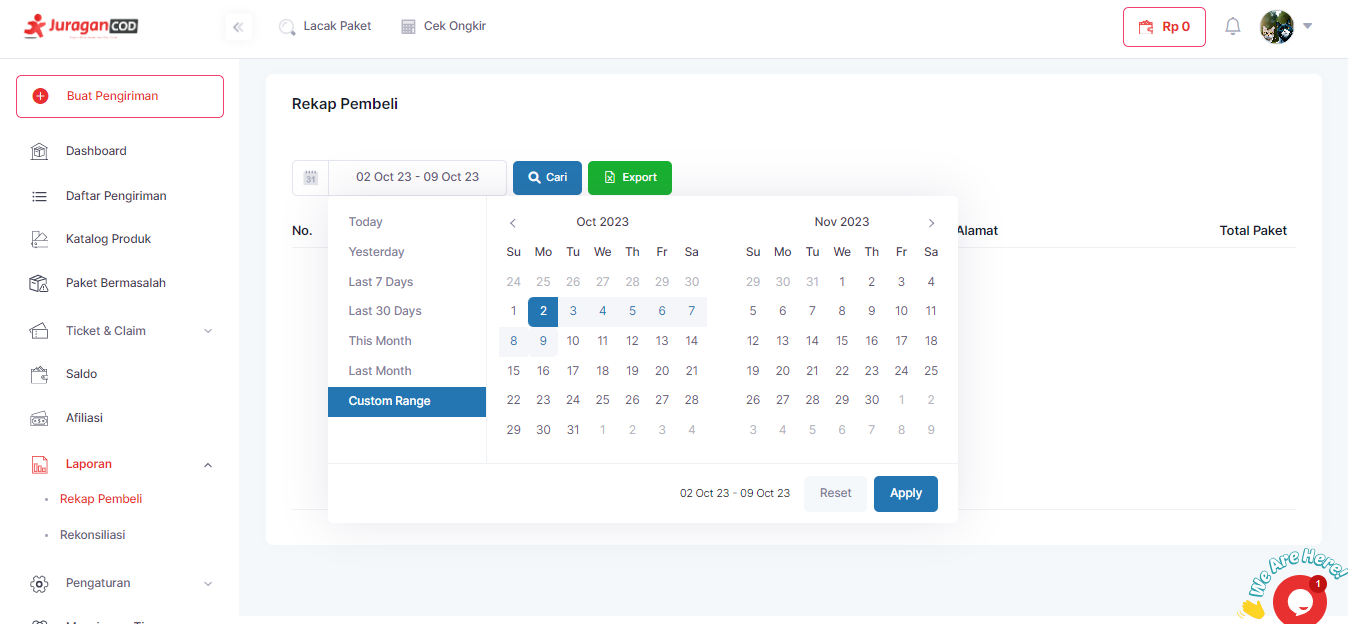 JuraganCOD
«
Lacak Paket
Cek Ongkir
Rp 0
Buat Pengiriman
Dashboard
Daftar Pengiriman
Katalog Produk
Paket Bermasalah
Ticket & Claim
Saldo
Afiliasi
Laporan
Rekap Pembeli
Rekonsiliasi
Pengaturan
Rekap Pembeli
31
02 Oct 23 - 09 Oct 23
Cari
Export
No.
Alamat
Total Paket
Today
Yesterday
Last 7 Days
Last 30 Days
This Month
Last Month
Custom Range
Oct 2023
Su Mo Tu We Th Fr Sa
24 25 26 27 28 29 30
1 2 3 4 5 6 7
8 9 10 11 12 13 14
15 16 17 18 19 20 21
22 23 24 25 26 27 28
29 30 31 1 2 3 4
Nov 2023
Su Mo Tu We Th Fr Sa
29 30 31 1 2 3 4
5 6 7 8 9 10 11
12 13 14 15 16 17 18
19 20 21 22 23 24 25
26 27 28 29 30 1 2
3 4 5 6 7 8 9
02 Oct 23 - 09 Oct 23
Reset
Apply
We Are Here!
1